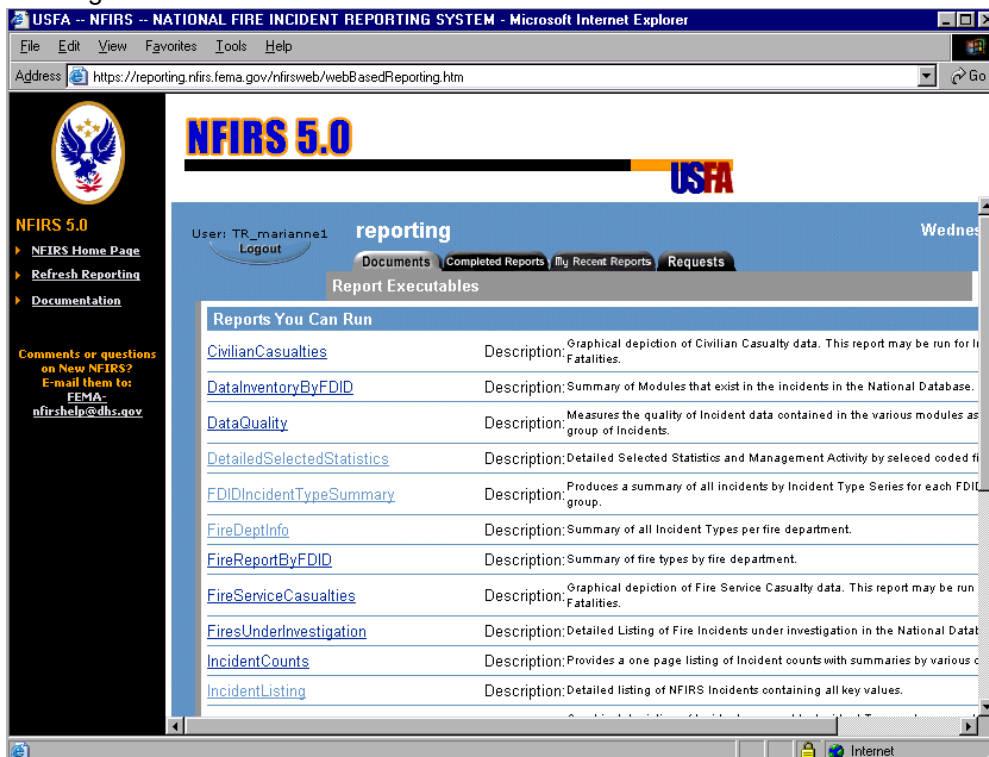 USFA -- NFIRS -- NATIONAL FIRE INCIDENT REPORTING SYSTEM - Microsoft Internet Explorer
File Edit View Favorites Tools Help
Address https://reporting.nfirs.fema.gov/nfirsweb/webBasedReporting.htm Go
NFIRS 5.0
USFA
NFIRS 5.0
NFIRS Home Page
Refresh Reporting
Documentation
Comments or questions
on New NFIRS?
E-mail them to:
FEMA-
nfirshelp@dhs.gov
User: TR_marianne1 reporting Wednes
Logout
Documents Completed Reports My Recent Reports Requests
Report Executables
Reports You Can Run
CivilianCasualties Description: Graphical depiction of Civilian Casualty data. This report may be run for
Fatalities.
DataInventoryByFDID Description: Summary of Modules that exist in the incidents in the National Database.
DataQuality Description: Measures the quality of Incident data contained in the various modules as
group of Incidents.
DetailedSelectedStatistics Description: Detailed Selected Statistics and Management Activity by seleced coded fi
FDIDIncidentTypeSummary Description: Produces a summary of all incidents by Incident Type Series for each FDID
group.
FireDeptInfo Description: Summary of all Incident Types per fire department.
FireReportByFDID Description: Summary of fire types by fire department.
FireServiceCasualties Description: Graphical depiction of Fire Service Casualty data. This report may be run
Fatalities.
FiresUnderInvestigation Description: Detailed Listing of Fire Incidents under investigation in the National Datab
IncidentCounts Description: Provides a one page listing of Incident counts with summaries by various
IncidentListing Description: Detailed listing of NFIRS Incidents containing all key values.
Internet